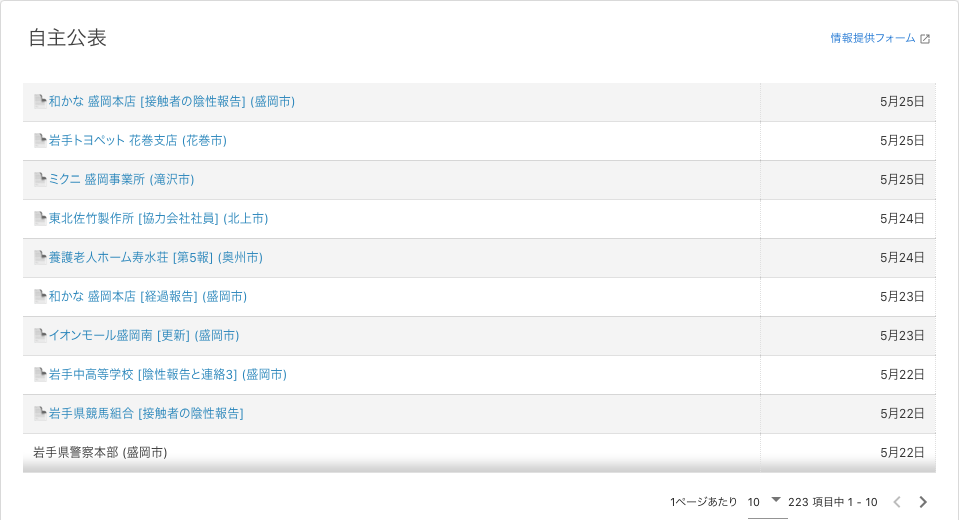 自主公表
情報提供フォーム
和かな 盛岡本店 [接触者の陰性報告] (盛岡市) 5月25日
岩手トヨペット 花巻支店 (花巻市) 5月25日
ミクニ 盛岡事業所 (滝沢市) 5月25日
東北佐竹製作所 [協力会社社員] (北上市) 5月24日
養護老人ホーム寿水荘 [第5報] (奥州市) 5月24日
和かな 盛岡本店 [経過報告] (盛岡市) 5月23日
イオンモール盛岡南 [更新] (盛岡市) 5月23日
岩手中高等学校 [陰性報告と連絡3] (盛岡市) 5月22日
岩手県競馬組合 [接触者の陰性報告] 5月22日
岩手県警察本部 (盛岡市) 5月22日
1ページあたり 10 223 項目中 1 - 10